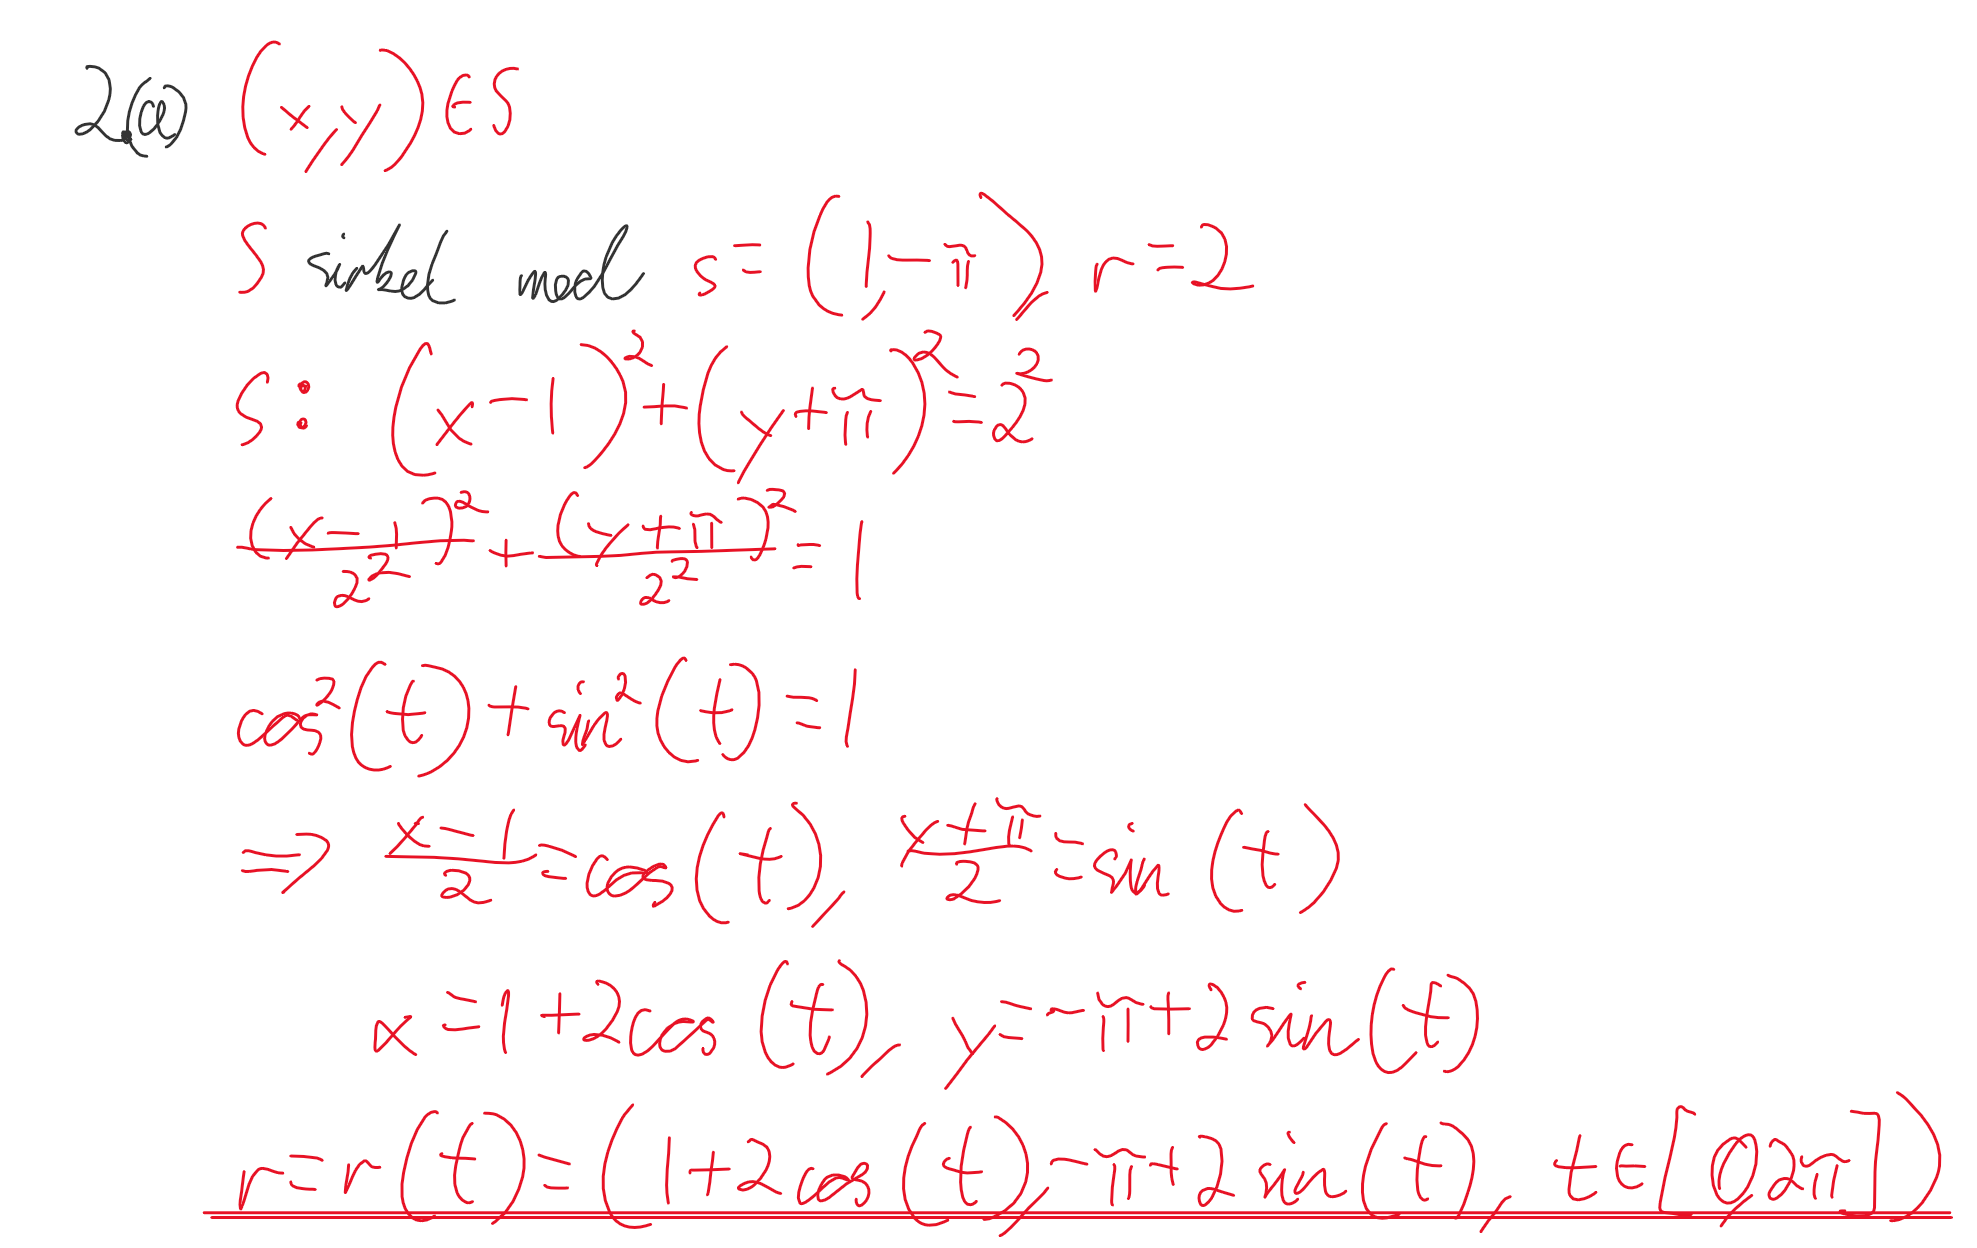 2.(a) (x,y)∈S
S sirkel med s=(1,-π), r=2
S: (x-1)²+(y+π)²=2²
(x-1)²/2² + (y+π)²/2² = 1
cos²(t)+sin²(t)=1
⇒ (x-1)/2=cos(t), (y+π)/2=sin(t)
x=1+2cos(t), y=-π+2sin(t)
r=r(t)=(1+2cos(t),-π+2sin(t), t∈[0,2π])